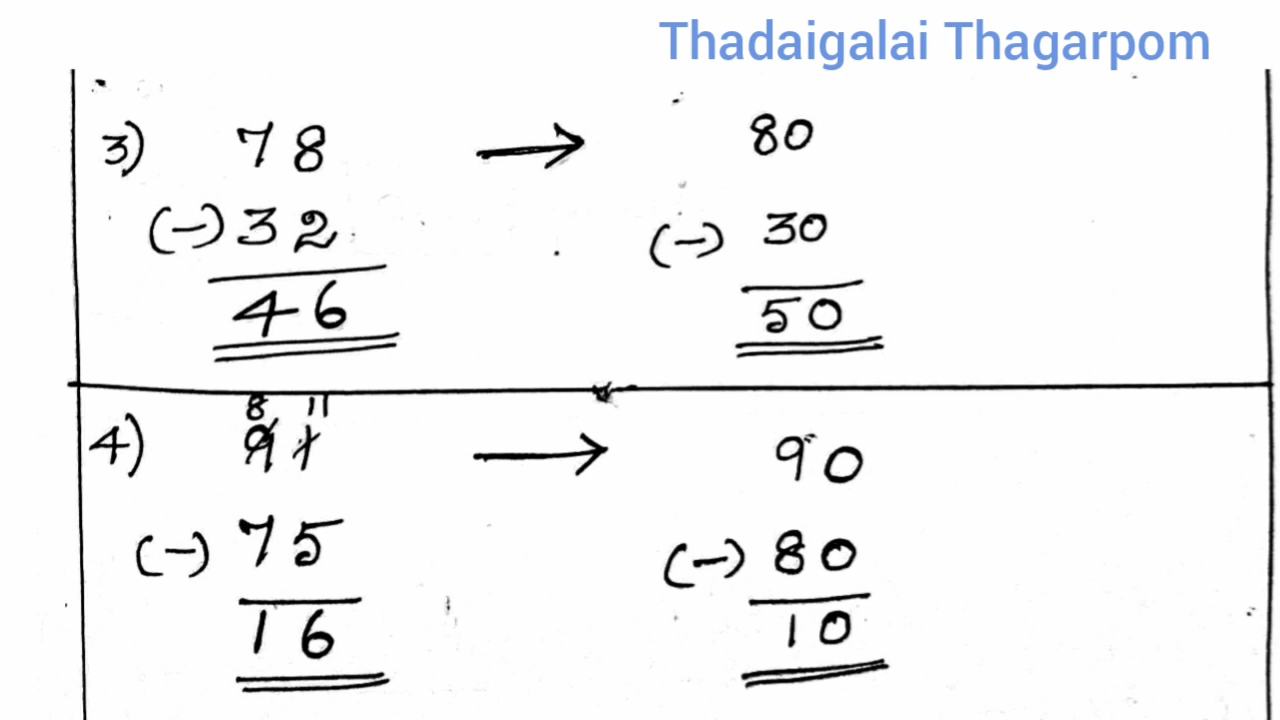 Thadaigalai Thagarpom
3) 78 → 80
(-) 32 (-) 30
46 50
8 11
4) 91 → 90
(-) 75 (-) 80
16 10